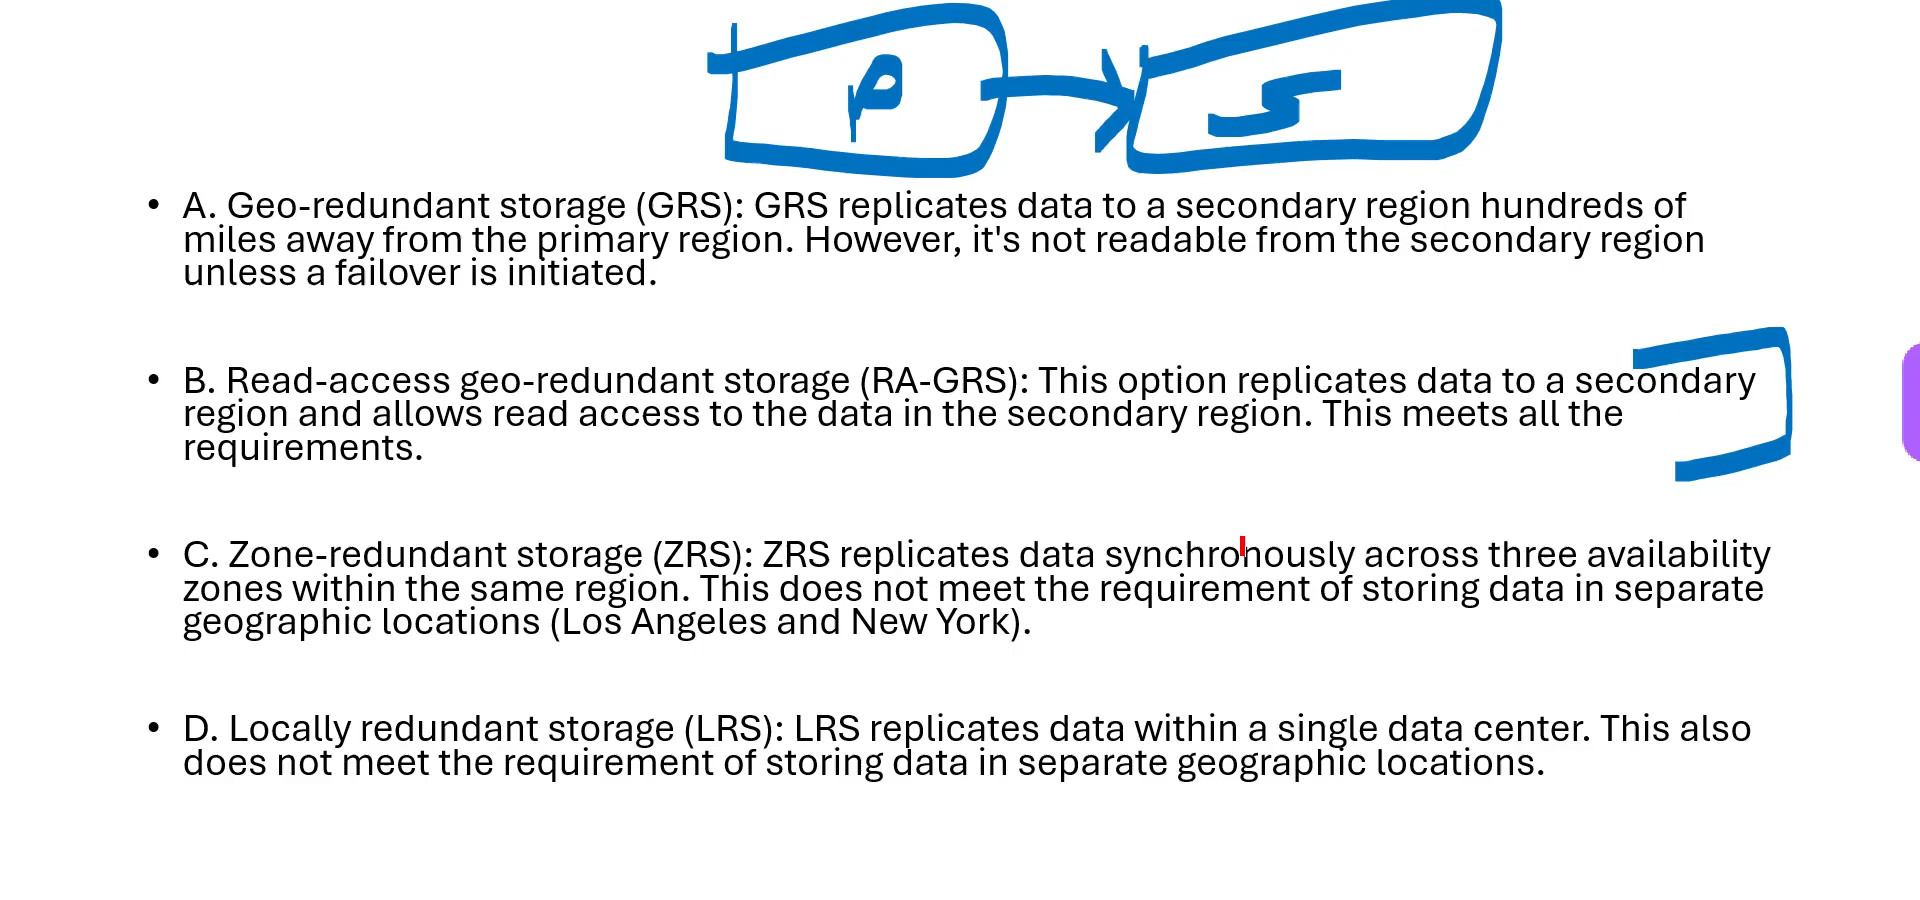 P S
• A. Geo-redundant storage (GRS): GRS replicates data to a secondary region hundreds of
miles away from the primary region. However, it's not readable from the secondary region
unless a failover is initiated.
• B. Read-access geo-redundant storage (RA-GRS): This option replicates data to a secondary
region and allows read access to the data in the secondary region. This meets all the
requirements.
• C. Zone-redundant storage (ZRS): ZRS replicates data synchronously across three availability
zones within the same region. This does not meet the requirement of storing data in separate
geographic locations (Los Angeles and New York).
• D. Locally redundant storage (LRS): LRS replicates data within a single data center. This also
does not meet the requirement of storing data in separate geographic locations.